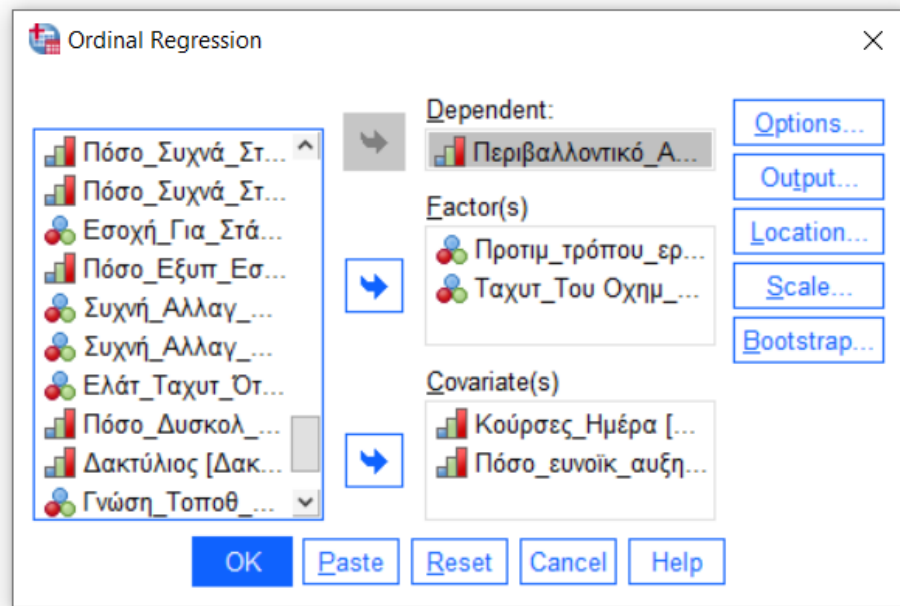 Ordinal Regression
Πόσο_Συχνά_Στ...
Πόσο_Συχνά_Στ...
Εσοχή_Για_Στά...
Πόσο_Εξυπ_Εσ...
Συχνή_Αλλαγ_...
Συχνή_Αλλαγ_...
Ελάτ_Ταχυτ_Ότ...
Πόσο_Δυσκολ_...
Δακτύλιος [Δακ...
Γνώση_Τοποθ_...
Dependent:
Περιβαλλοντικό_Α...
Factor(s)
Προτιμ_τρόπου_ερ...
Ταχυτ_Του Οχημ_...
Covariate(s)
Κούρσες_Ημέρα [...
Πόσο_ευνοϊκ_αυξη...
Options...
Output...
Location...
Scale...
Bootstrap...
OK
Paste
Reset
Cancel
Help